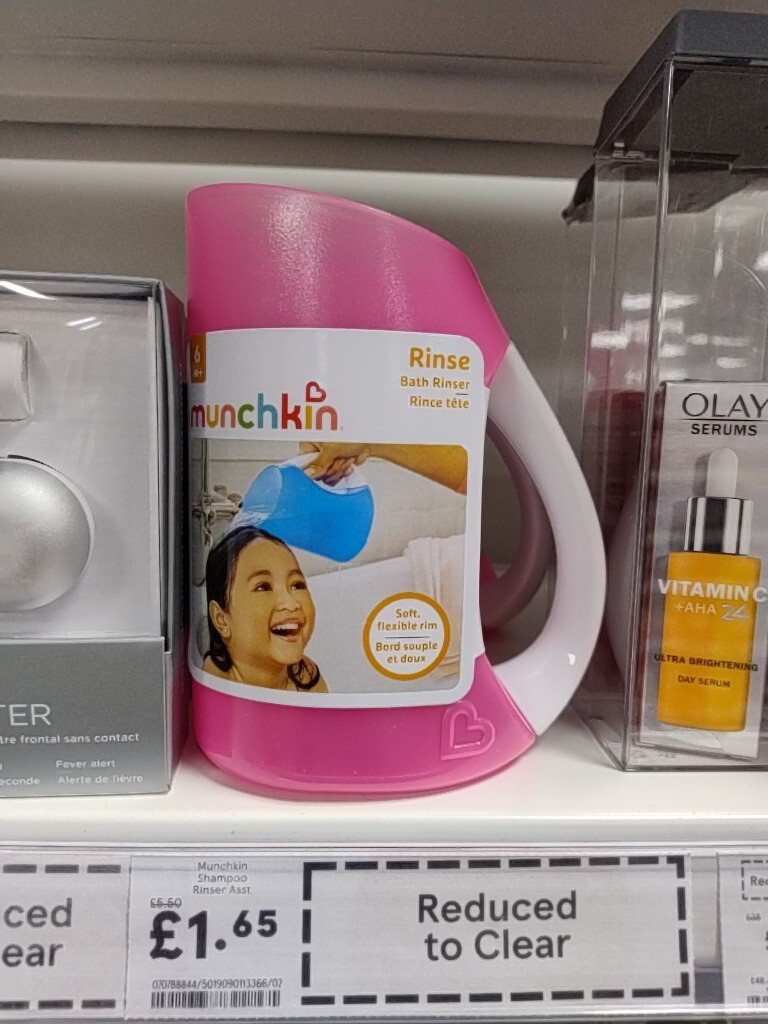 6
m+
munchkin
Rinse
Bath Rinser
Rince tête
Soft,
flexible rim
Bord souple
et doux
TER
tre frontal sans contact
Fever alert
econde
Alerte de fièvre
OLAY
SERUMS
VITAMIN C
+AHA 24
ULTRA BRIGHTENING
DAY SERUM
ced
ear
Munchkin
Shampoo
Rinser Asst
£5.50
£1.65
070788844/5019090113366/02
Reduced
to Clear